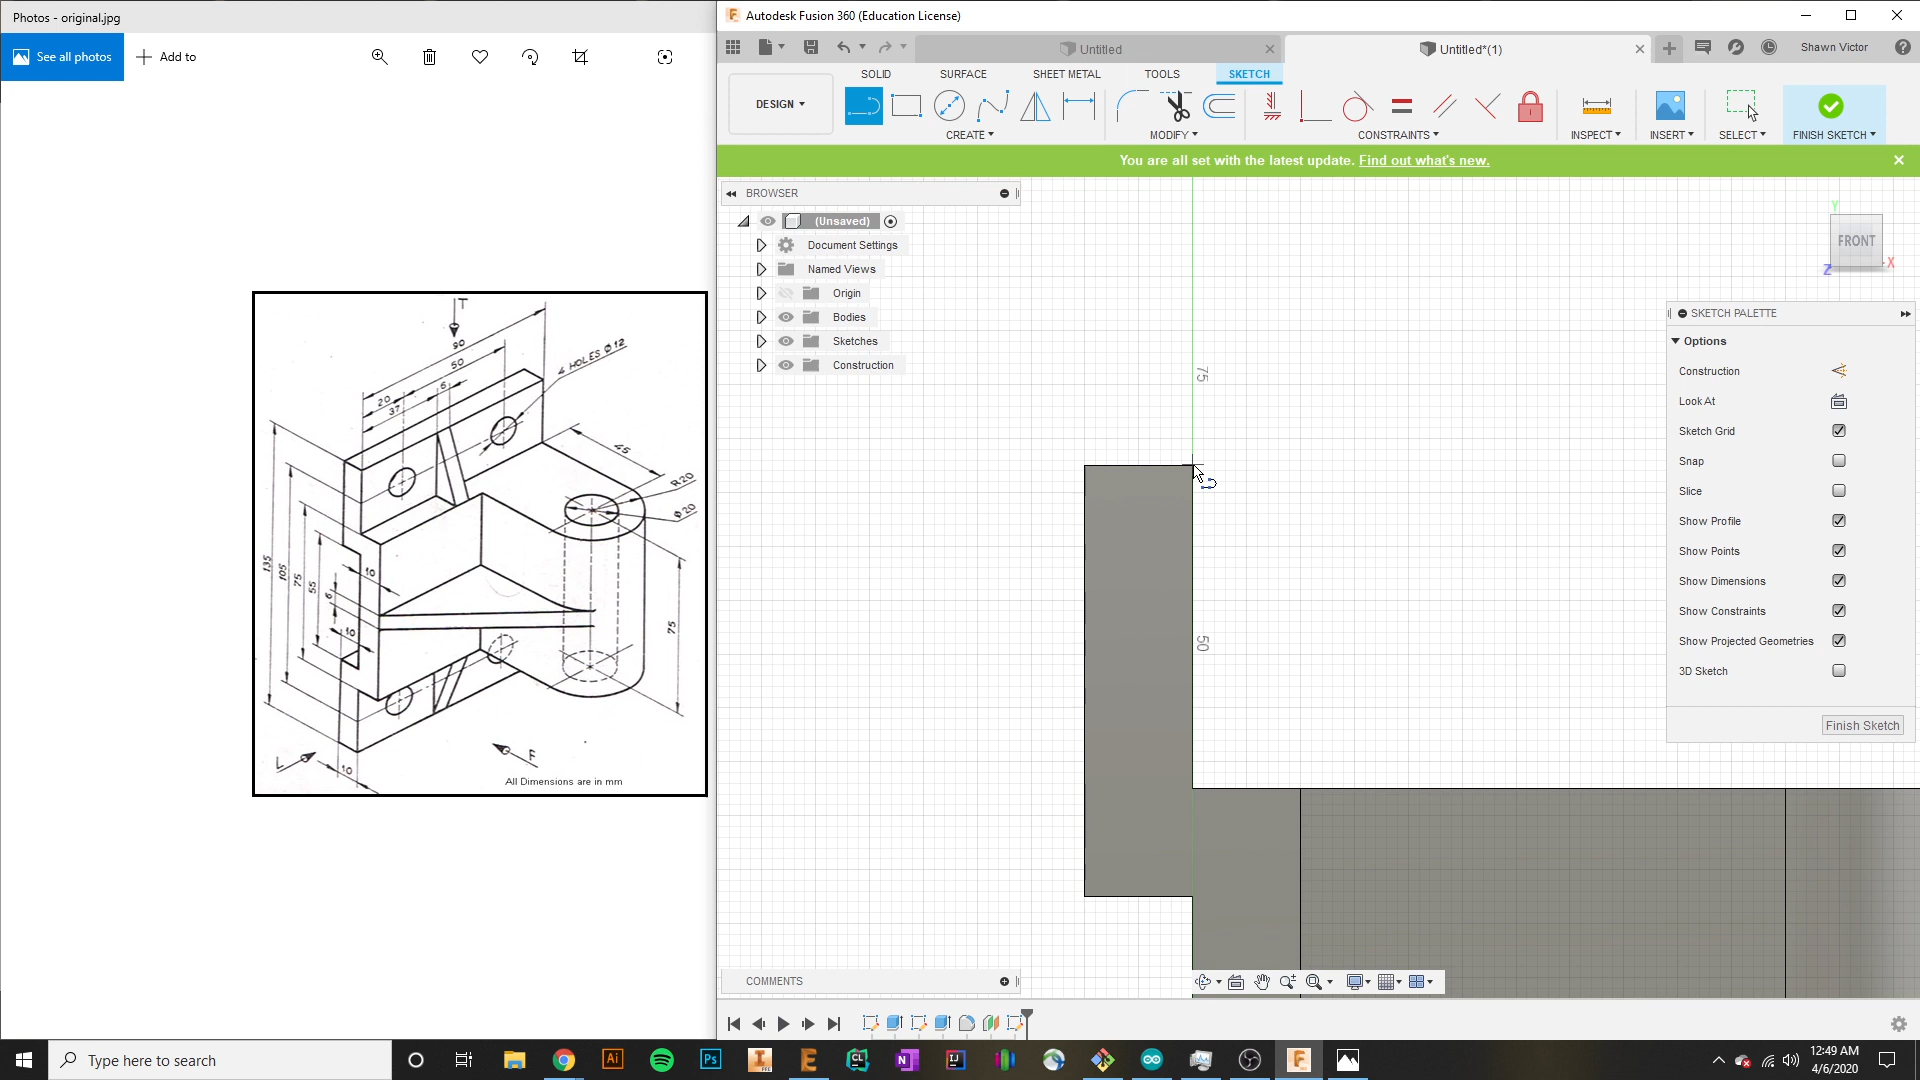 Photos - original.jpg
See all photos
Add to
T
90
50
4 HOLES Ø12
6
20
37
45
R20
Ø20
135
105
75
55
10
6
10
75
L
F
10
All Dimensions are in mm
Autodesk Fusion 360 (Education License)
Untitled
Untitled*(1)
Shawn Victor
SOLID
SURFACE
SHEET METAL
TOOLS
SKETCH
DESIGN
CREATE
MODIFY
CONSTRAINTS
INSPECT
INSERT
SELECT
FINISH SKETCH
You are all set with the latest update. Find out what's new.
BROWSER
(Unsaved)
Document Settings
Named Views
Origin
Bodies
Sketches
Construction
75
50
Y
FRONT
Z
X
SKETCH PALETTE
Options
Construction
Look At
Sketch Grid
Snap
Slice
Show Profile
Show Points
Show Dimensions
Show Constraints
Show Projected Geometries
3D Sketch
Finish Sketch
COMMENTS
Type here to search
Ai
Ps
I
E
CL
N
IJ
F
12:49 AM
4/6/2020